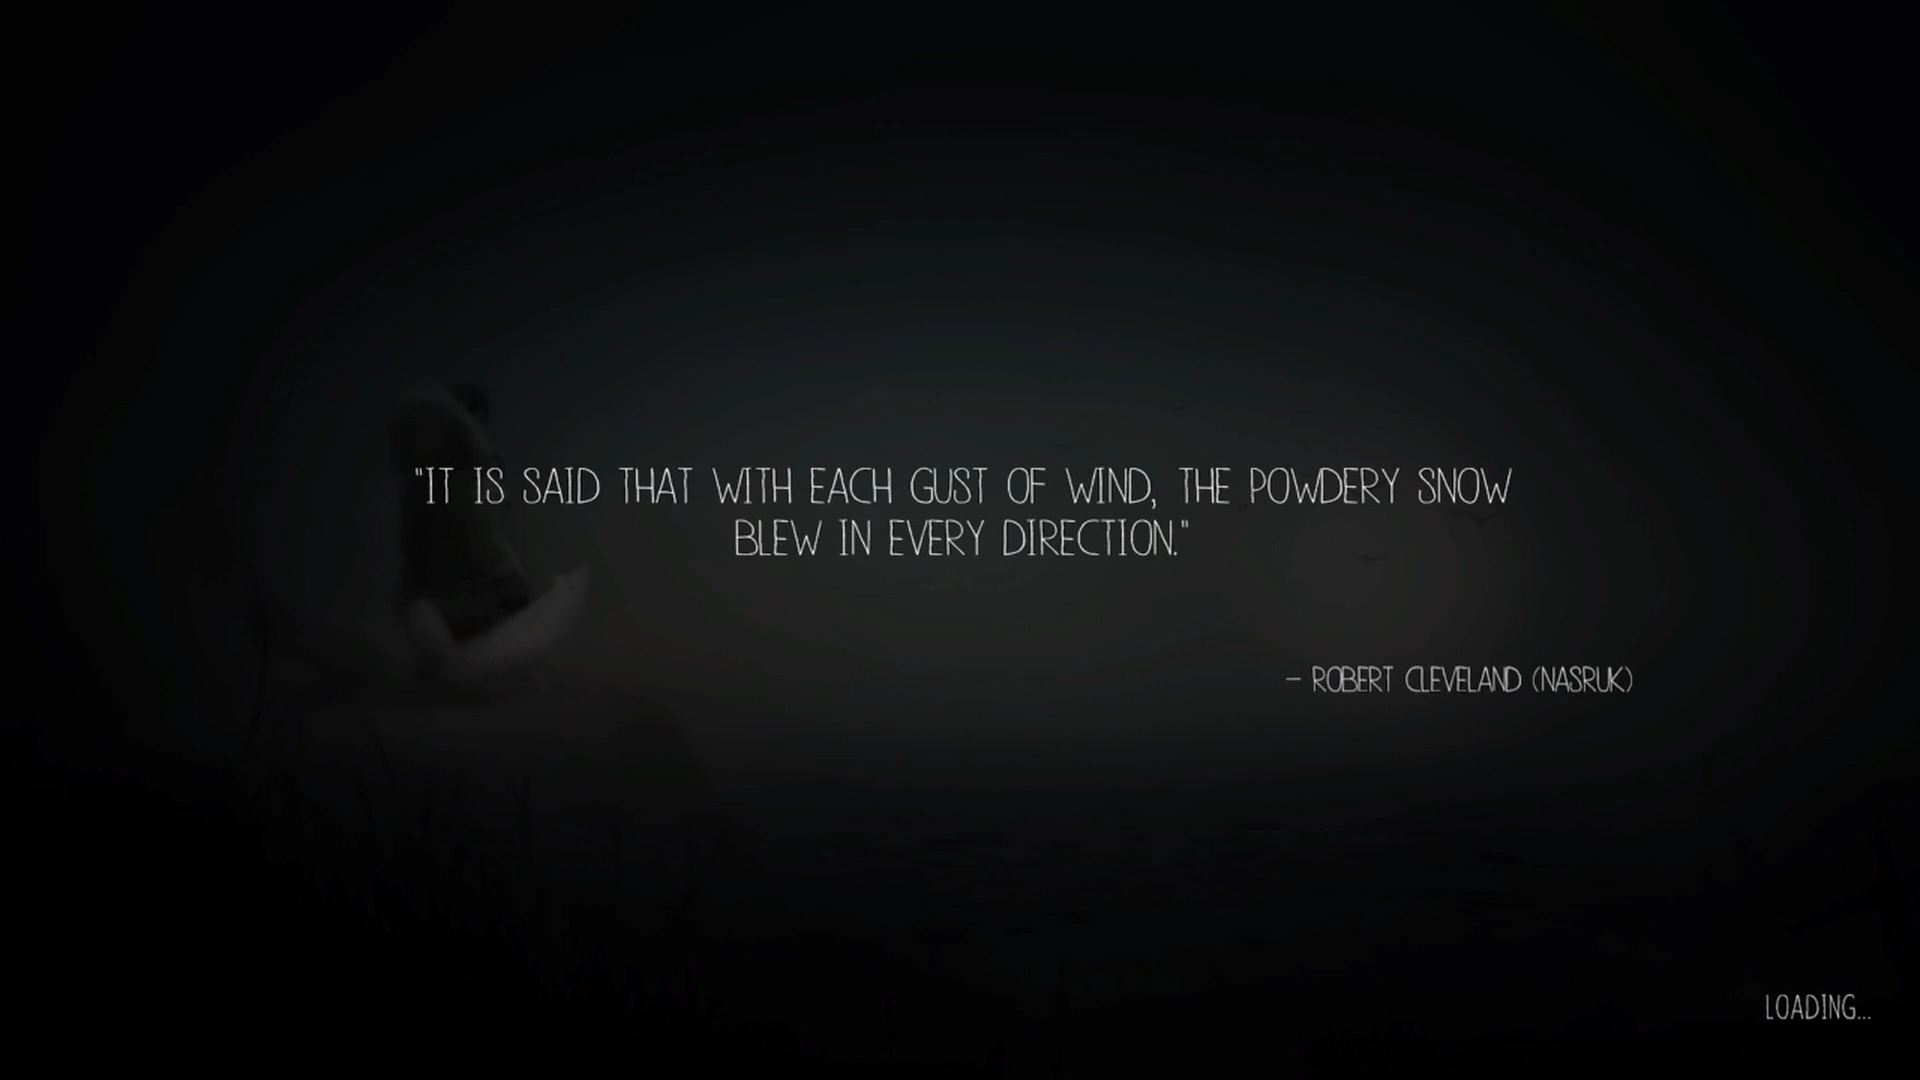 "IT IS SAID THAT WITH EACH GUST OF WIND, THE POWDERY SNOW
BLEW IN EVERY DIRECTION."
– ROBERT CLEVELAND (NASRUK)
LOADING...